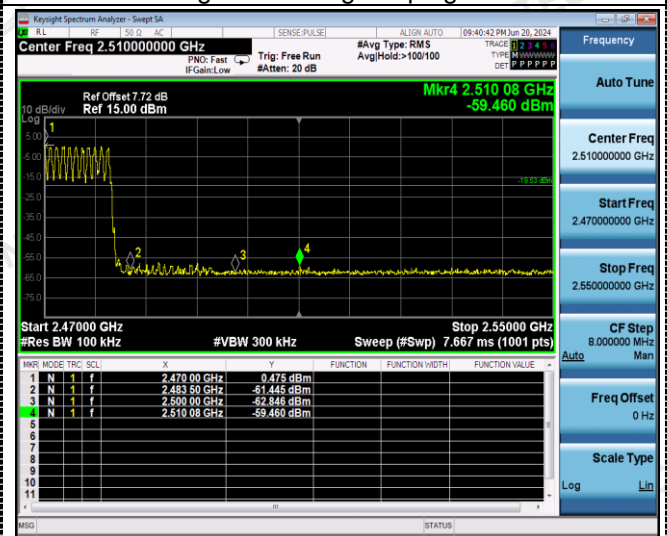 Keysight Spectrum Analyzer - Swept SA
RL RF 50 Ω AC SENSE:PULSE ALIGN AUTO 09:40:42 PM Jun 20, 2024
Center Freq 2.510000000 GHz
PNO: Fast
IFGain:Low
Trig: Free Run
#Atten: 20 dB
#Avg Type: RMS
Avg|Hold:>100/100
TRACE 1 2 3 4 5 6
TYPE M W W W W W
DET P P P P P P
Frequency
Ref Offset 7.72 dB
10 dB/div Ref 15.00 dBm
Log
Mkr4 2.510 08 GHz
-59.460 dBm
Auto Tune
1
5.00
-5.00
-15.0
-19.53 dBm
-25.0
-35.0
-45.0
-55.0
2
3
4
-65.0
-75.0
Center Freq
2.510000000 GHz
Start Freq
2.470000000 GHz
Stop Freq
2.550000000 GHz
Start 2.47000 GHz Stop 2.55000 GHz
#Res BW 100 kHz #VBW 300 kHz Sweep (#Swp) 7.667 ms (1001 pts)
CF Step
8.000000 MHz
Auto Man
MKR MODE TRC SCL X Y FUNCTION FUNCTION WIDTH FUNCTION VALUE
1 N 1 f 2.470 00 GHz 0.475 dBm
2 N 1 f 2.483 50 GHz -61.445 dBm
3 N 1 f 2.500 00 GHz -62.846 dBm
4 N 1 f 2.510 08 GHz -59.460 dBm
5
6
7
8
9
10
11
Freq Offset
0 Hz
Scale Type
Log Lin
MSG STATUS